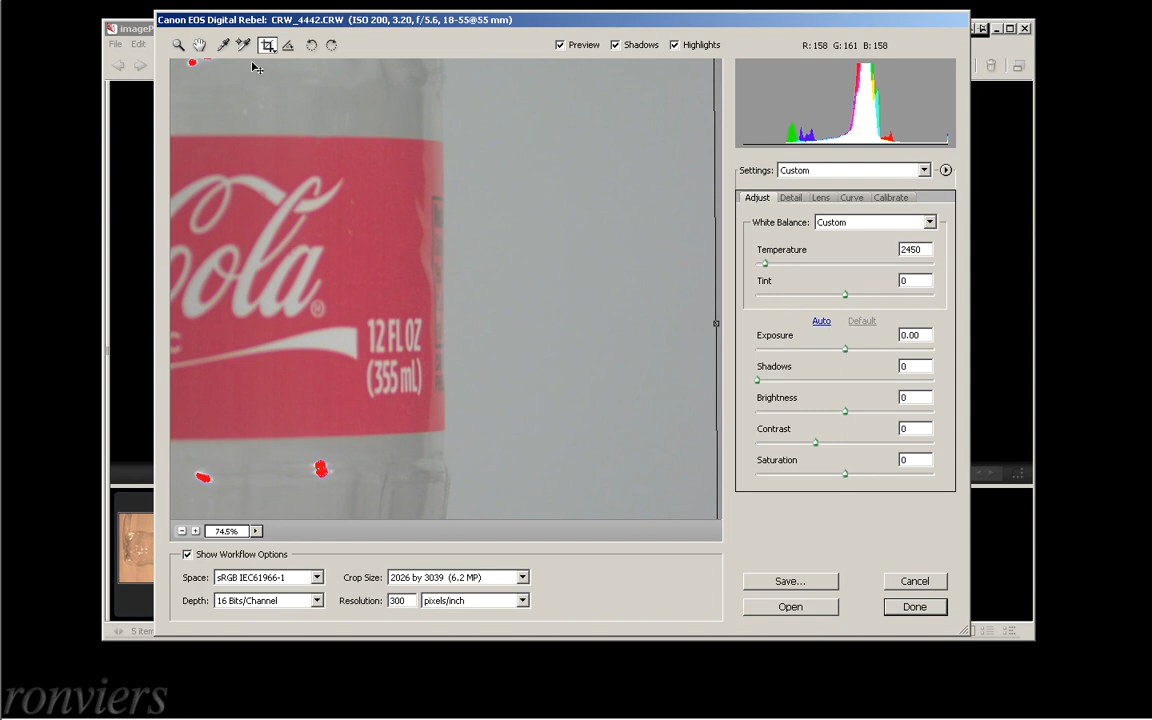 Canon EOS Digital Rebel: CRW_4442.CRW (ISO 200, 3.20, f/5.6, 18-55@55 mm)
imageP
File Edit
Preview Shadows Highlights
R: 158 G: 161 B: 158
Settings: Custom
Adjust Detail Lens Curve Calibrate
White Balance: Custom
Temperature 2450
Tint 0
Auto Default
Exposure 0.00
Shadows 0
Brightness 0
Contrast 0
Saturation 0
Cola®
C
12 FL OZ
(355 mL)
74.5%
Show Workflow Options
Space: sRGB IEC61966-1
Crop Size: 2026 by 3039 (6.2 MP)
Depth: 16 Bits/Channel
Resolution: 300 pixels/inch
Save... Cancel
Open Done
5 item
ronviers